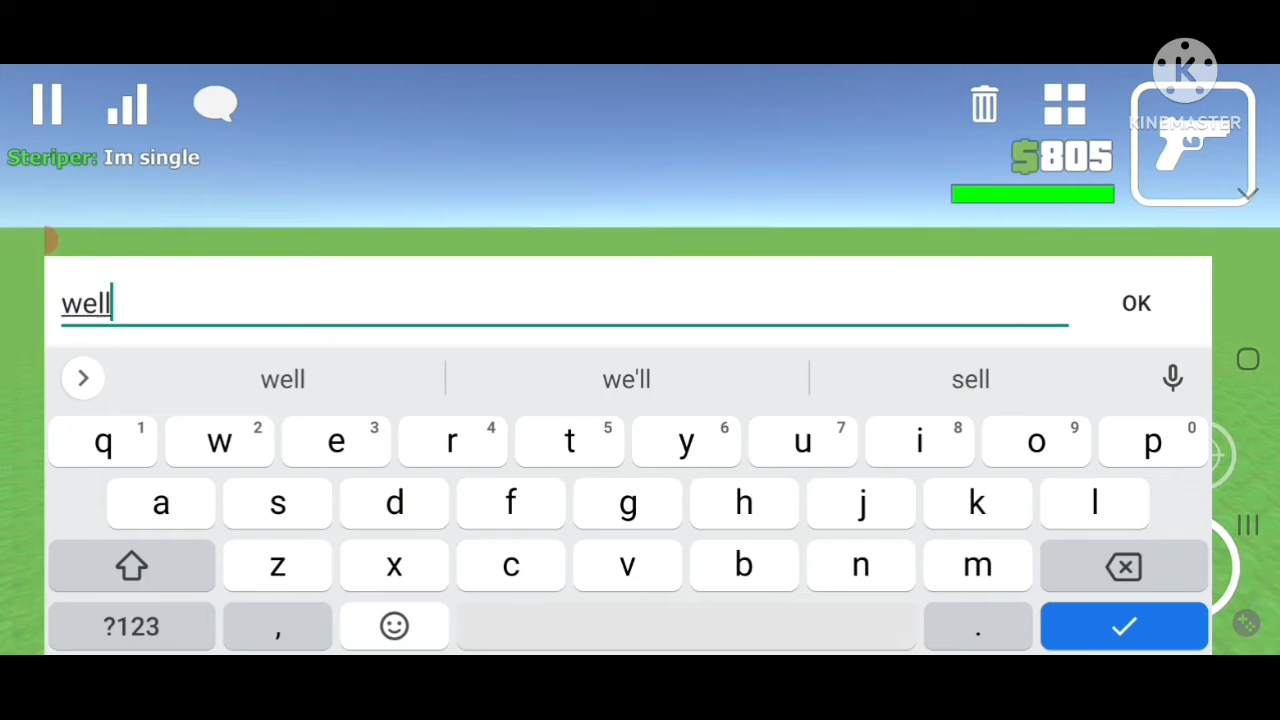 K
KINEMASTER
$805
Steriper: Im single
well
OK
well we'll sell
q 1 w 2 e 3 r 4 t 5 y 6 u 7 i 8 o 9 p 0
a s d f g h j k l
z x c v b n m
?123 , .